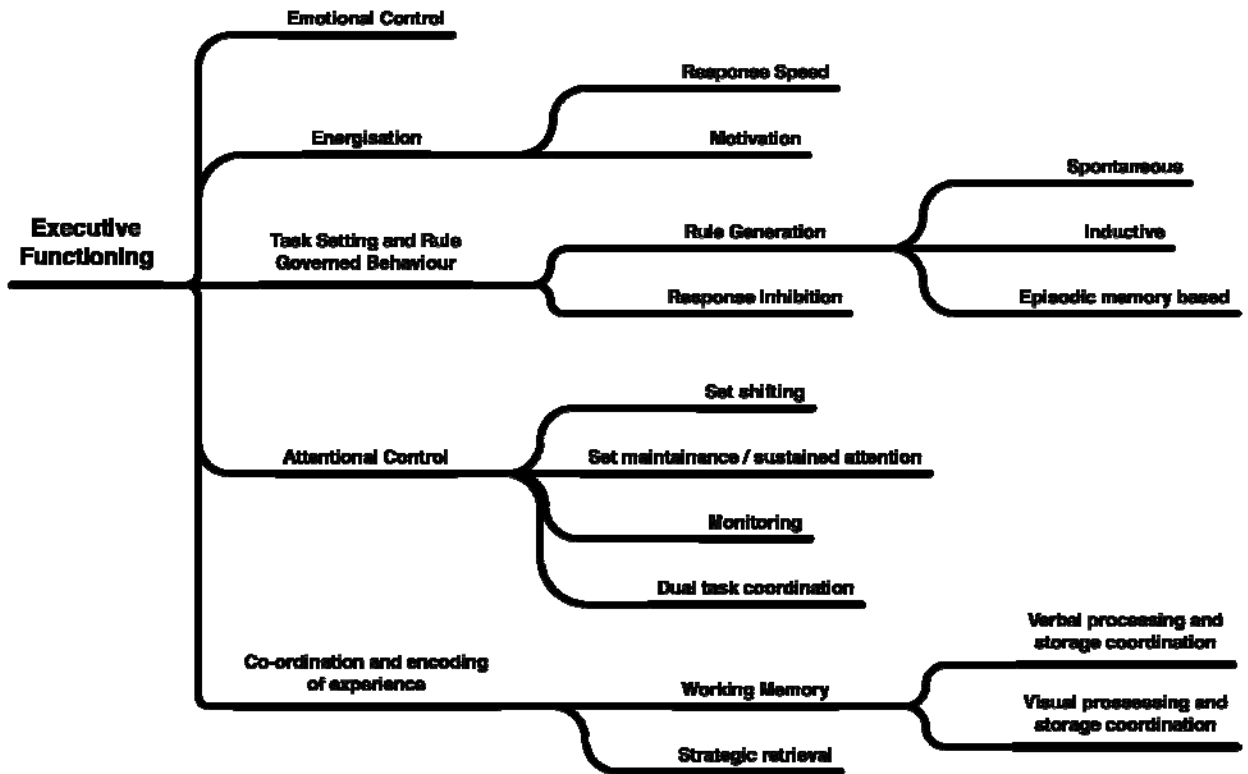 Emotional Control
Response Speed
Energisation
Motivation
Spontaneous
Executive
Functioning
Task Setting and Rule
Governed Behaviour
Rule Generation
Inductive
Response Inhibition
Episodic memory based
Set shifting
Attentional Control
Set maintainance / sustained attention
Monitoring
Dual task coordination
Verbal processing and
storage coordination
Co-ordination and encoding
of experience
Working Memory
Visual prossessing and
storage coordination
Strategic retrieval